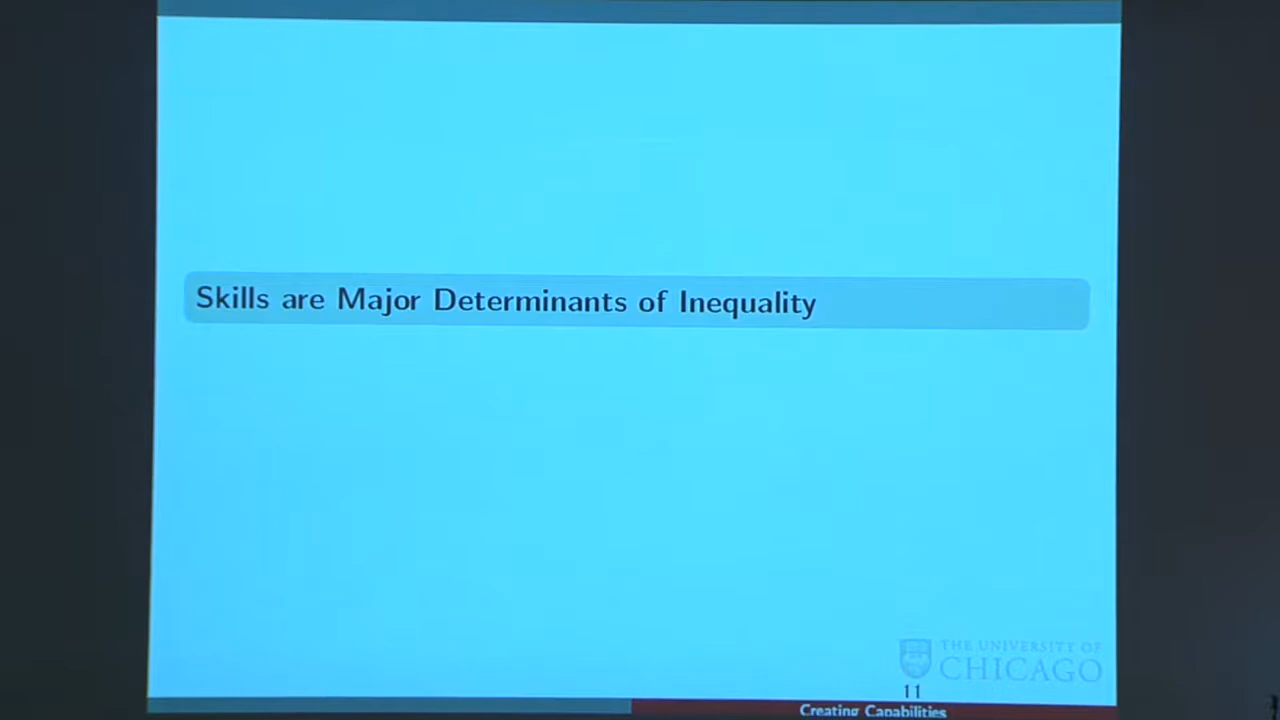 Skills are Major Determinants of Inequality
THE UNIVERSITY OF
CHICAGO
11
Creating Capabilities